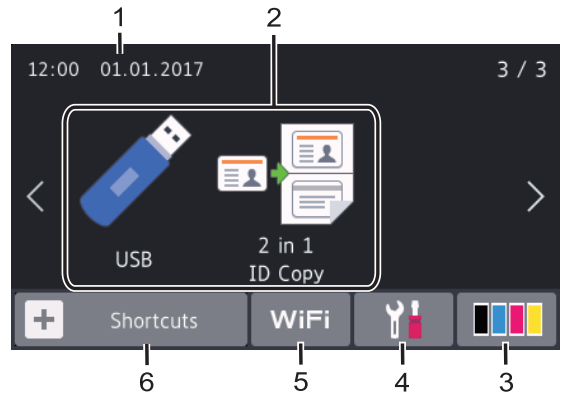 1 2
12:00 01.01.2017 3 / 3
USB
2 in 1
ID Copy
Shortcuts WiFi
6 5 4 3